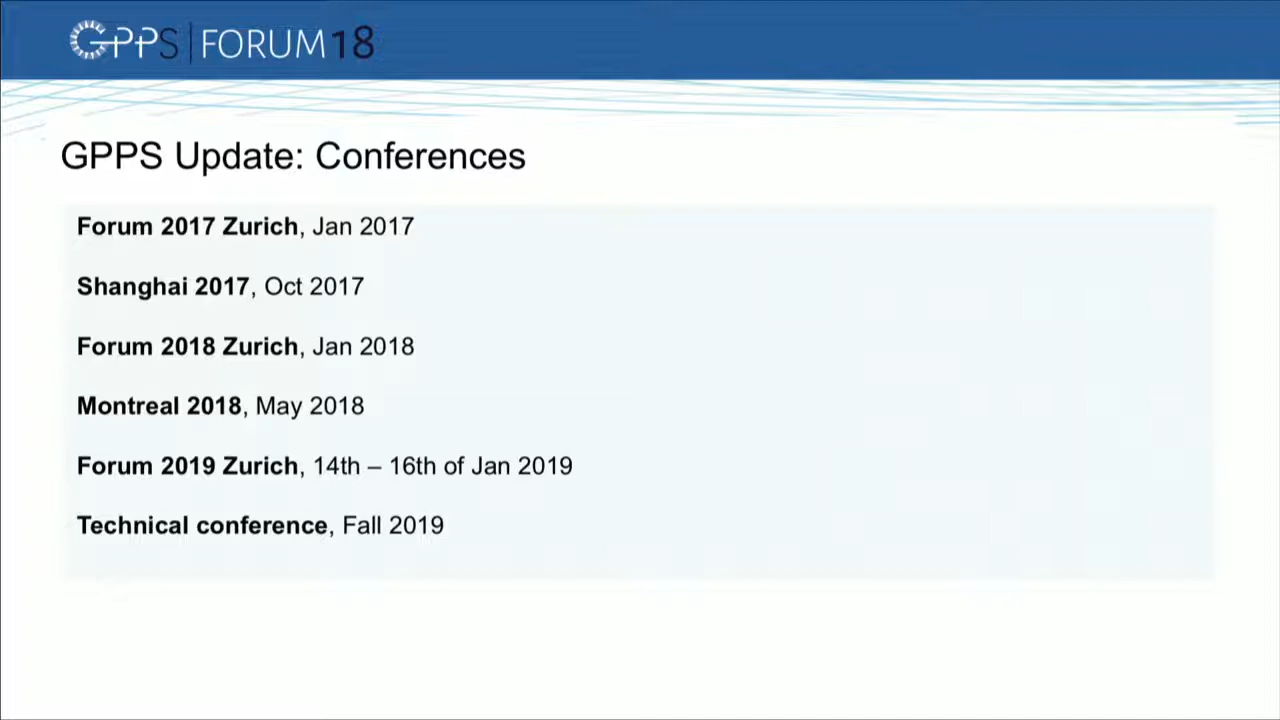 GPPS | FORUM18
GPPS Update: Conferences
Forum 2017 Zurich, Jan 2017
Shanghai 2017, Oct 2017
Forum 2018 Zurich, Jan 2018
Montreal 2018, May 2018
Forum 2019 Zurich, 14th – 16th of Jan 2019
Technical conference, Fall 2019